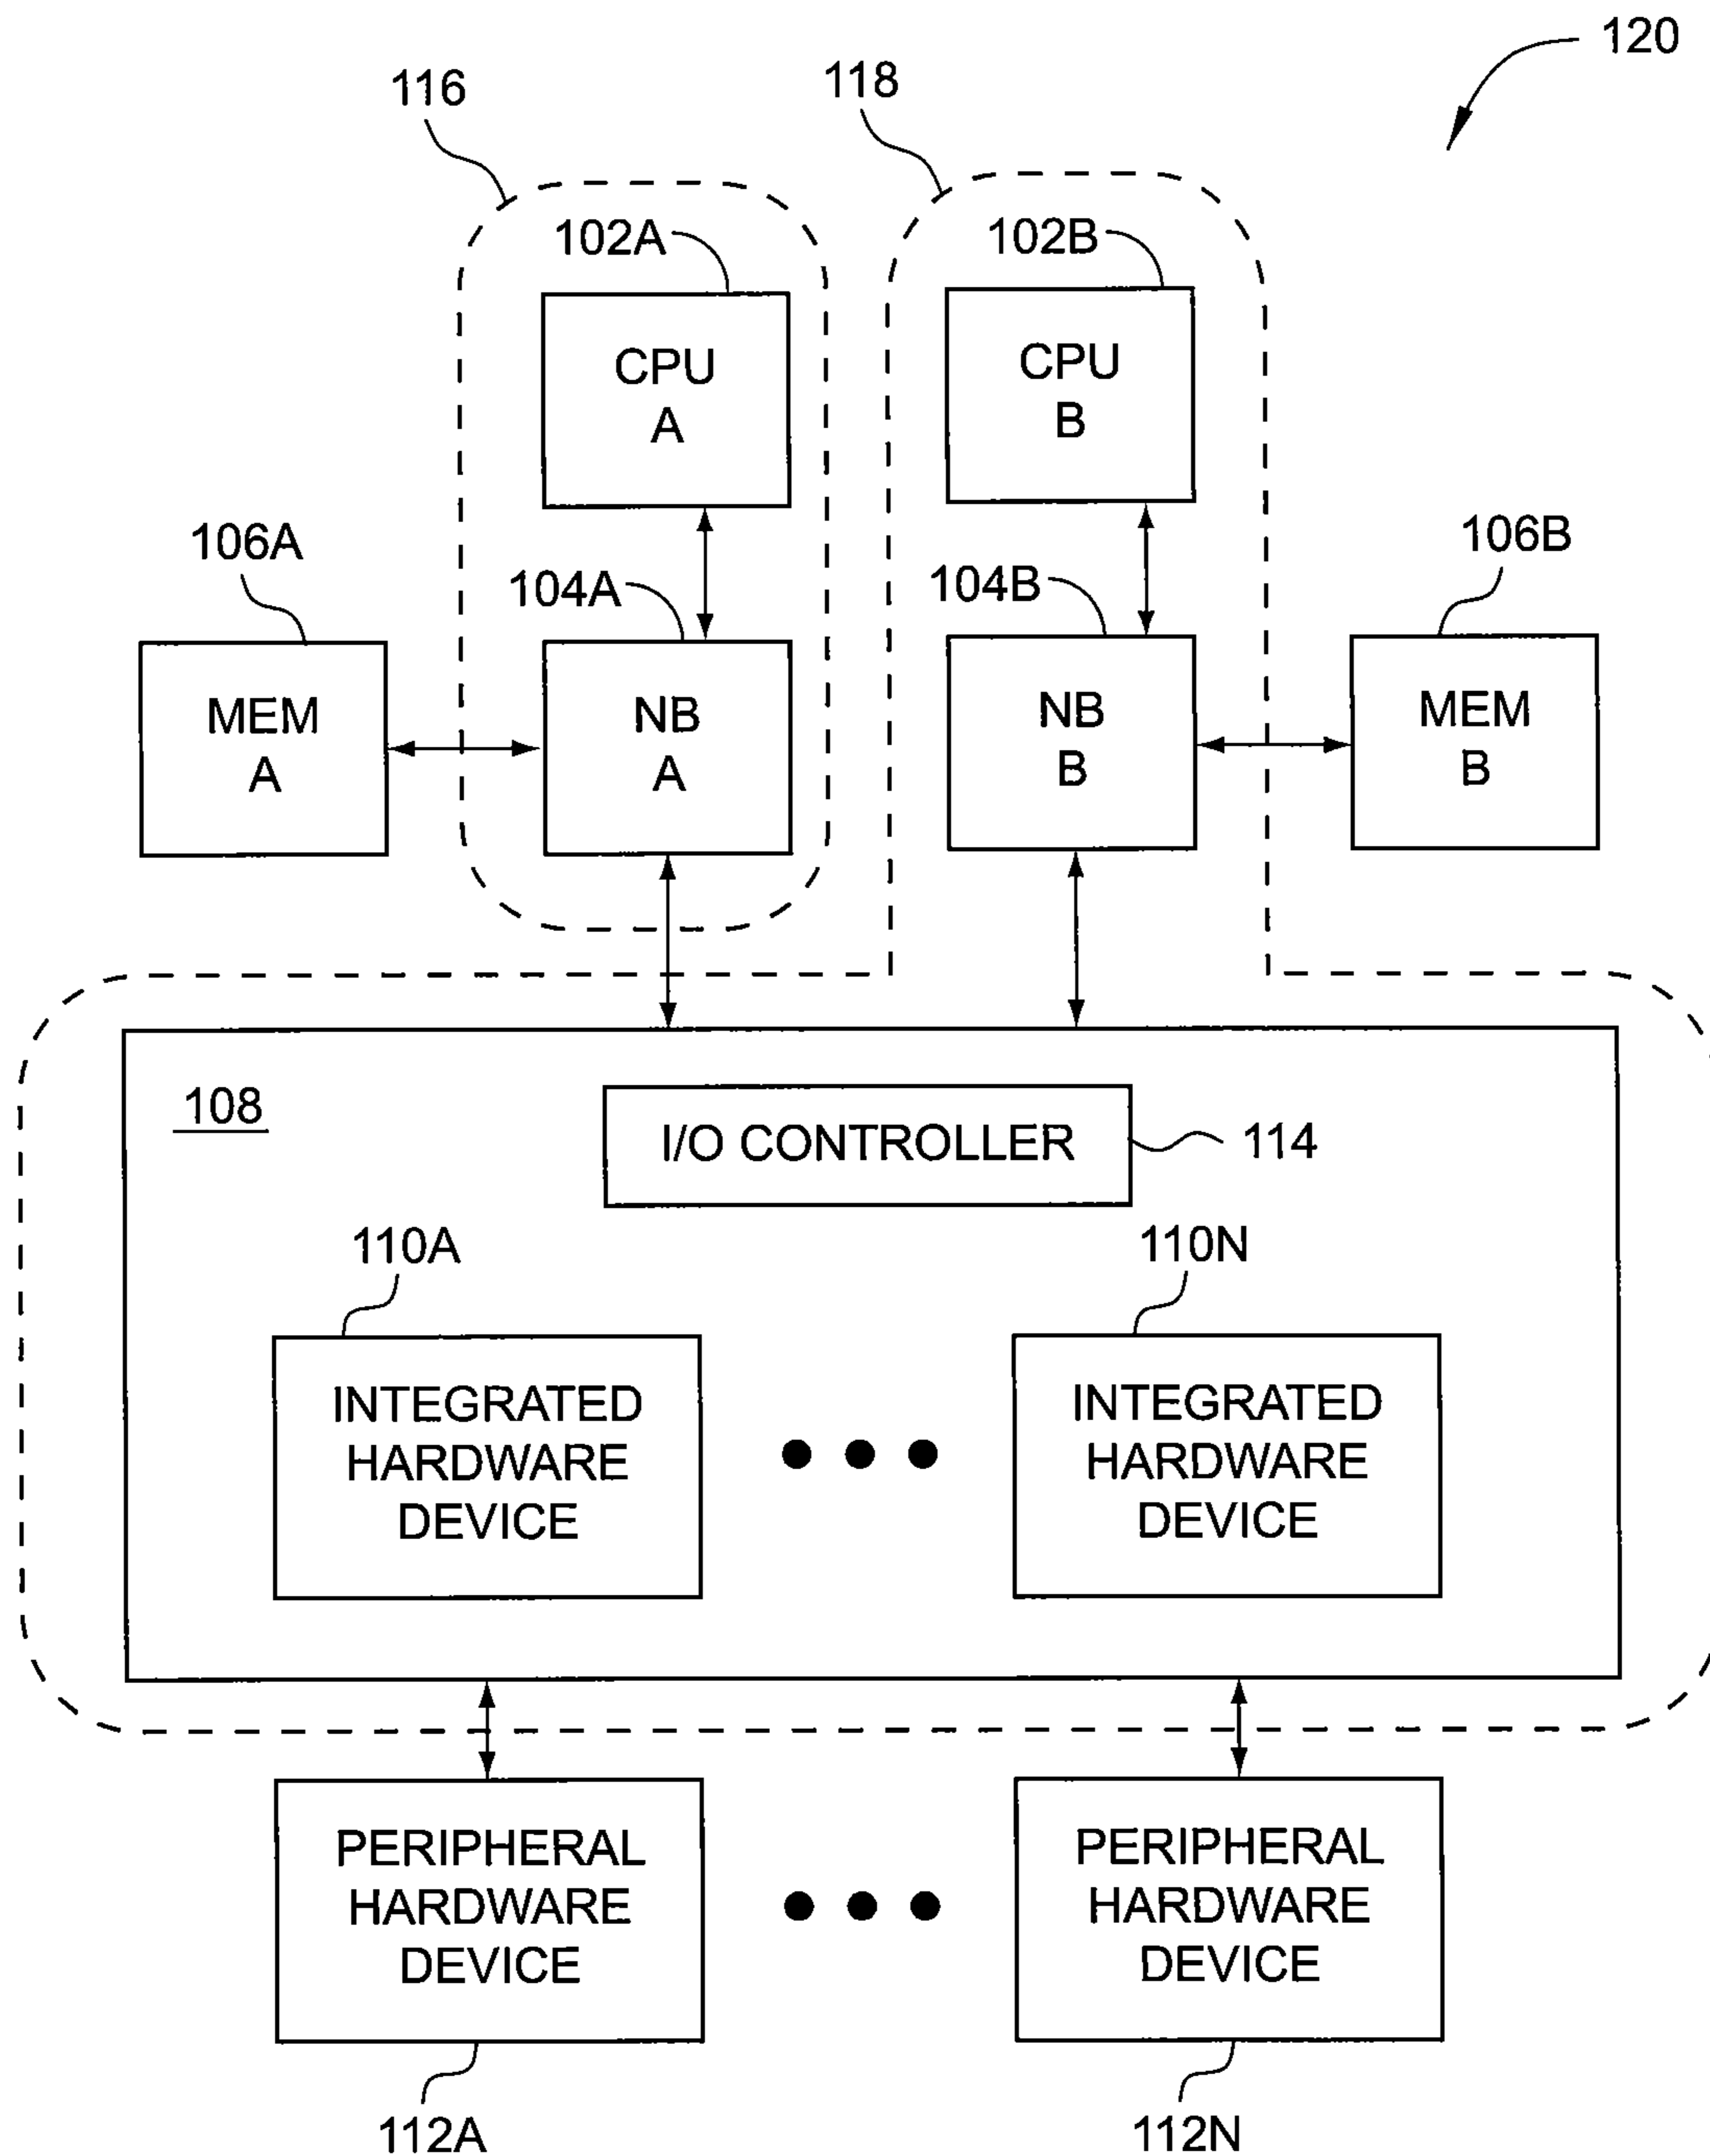 120
116
118
102A
102B
CPU
A
CPU
B
106A
104A
104B
106B
MEM
A
NB
A
NB
B
MEM
B
108
I/O CONTROLLER
114
110A
110N
INTEGRATED
HARDWARE
DEVICE
INTEGRATED
HARDWARE
DEVICE
PERIPHERAL
HARDWARE
DEVICE
PERIPHERAL
HARDWARE
DEVICE
112A
112N